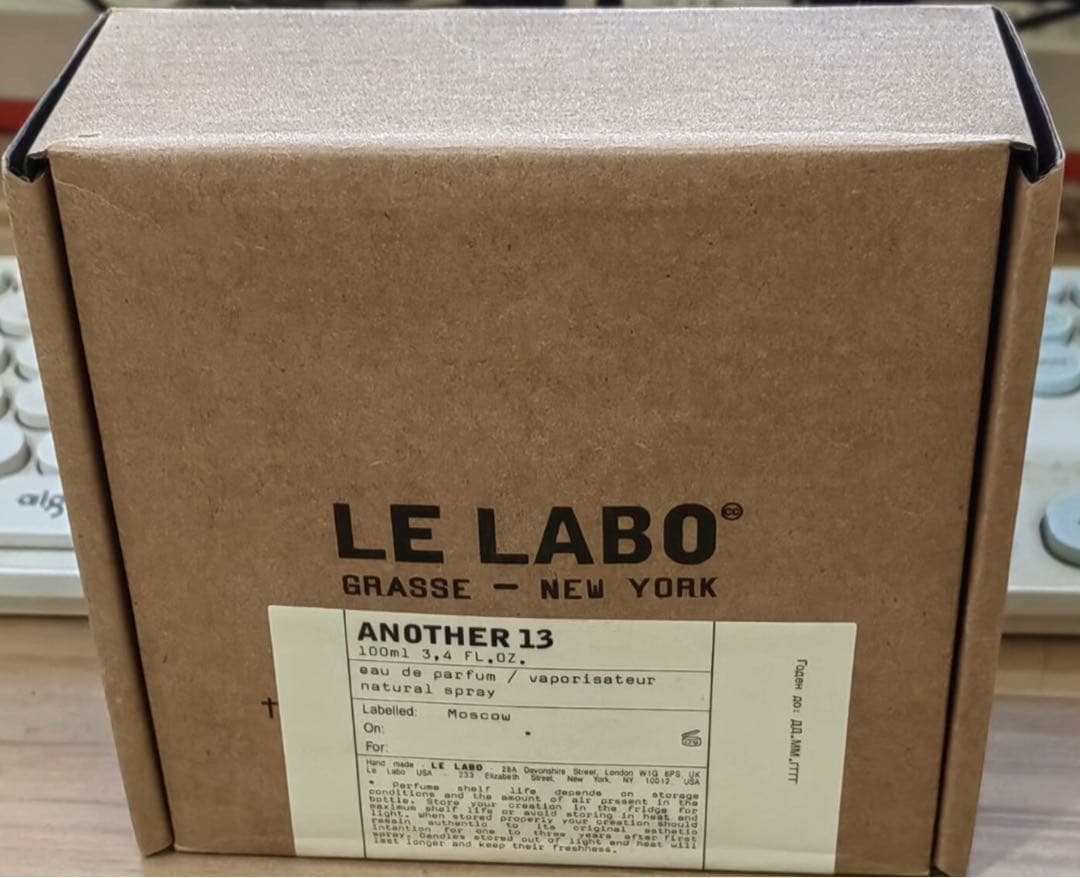 LE LABO
GRASSE — NEW YORK
ANOTHER 13
100ml 3,4 FL.OZ.
eau de parfum / vaporisateur
natural spray
Labelled: Moscow
On:
For:
Hand made - LE LABO - 28A Devonshire Street, London W1G 6PS, UK
Le Labo USA - 233 Elizabeth Street, New York, NY 10012, USA
• Perfume shelf life depends on storage
conditions and the amount of air present in the
bottle. Store your creation in the fridge for
maximum shelf life or avoid storing in heat and
light. When stored properly your creation should
remain authentic to its original esthetic
intention for one to three years after first
spray. Candles stored out of light and heat will
last longer and keep their freshness.
Годен до: ДД.ММ.ГГГГ